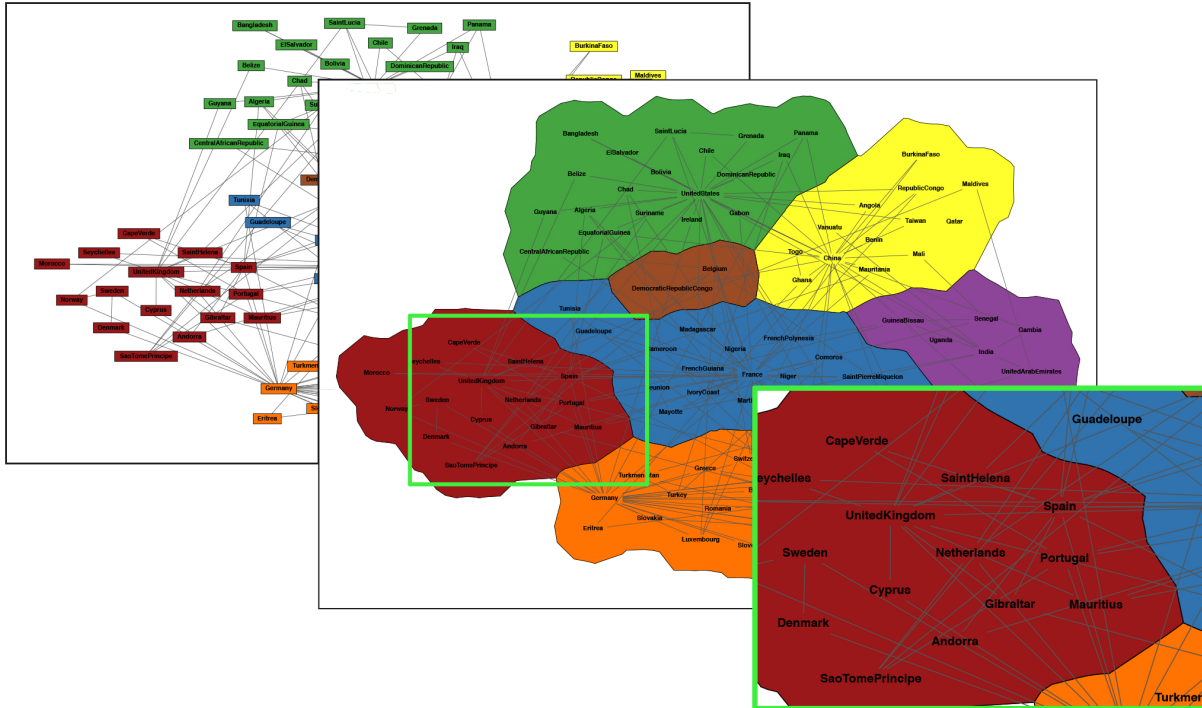 Bangladesh
SaintLucia
Grenada
Panama
ElSalvador
Chile
Iraq
BurkinaFaso
Belize
Bolivia
DominicanRepublic
Maldives
Chad
Guyana
Algeria
EquatorialGuinea
CentralAfricanRepublic
Tunisia
Guadeloupe
CapeVerde
Seychelles
SaintHelena
Morocco
UnitedKingdom
Spain
Sweden
Netherlands
Portugal
Norway
Cyprus
Gibraltar
Mauritius
Denmark
Andorra
SaoTomePrincipe
Germany
Eritrea
Bangladesh
SaintLucia
Grenada
Panama
ElSalvador
Chile
Iraq
BurkinaFaso
Belize
Bolivia
DominicanRepublic
Maldives
Chad
UnitedStates
RepublicCongo
Guyana
Algeria
Suriname
Gabon
Angola
Ireland
Taiwan
Qatar
EquatorialGuinea
Vanuatu
Benin
CentralAfricanRepublic
Togo
China
Mali
Belgium
Mauritania
Ghana
DemocraticRepublicCongo
Tunisia
Guadeloupe
Madagascar
FrenchPolynesia
GuineaBissau
Senegal
Gambia
CapeVerde
Cameroon
Nigeria
Uganda
India
Seychelles
SaintHelena
Comoros
Morocco
UnitedKingdom
Spain
FrenchGuiana
France
Niger
SaintPierreMiquelon
UnitedArabEmirates
Sweden
Netherlands
Portugal
Reunion
IvoryCoast
Norway
Cyprus
Gibraltar
Mauritius
Mayotte
Denmark
Andorra
SaoTomePrincipe
Turkmenistan
Greece
Germany
Turkey
Romania
Eritrea
Slovakia
Luxembourg
Guadeloupe
CapeVerde
Seychelles
SaintHelena
Spain
UnitedKingdom
Sweden
Netherlands
Portugal
Cyprus
Gibraltar
Mauritius
Denmark
Andorra
SaoTomePrincipe